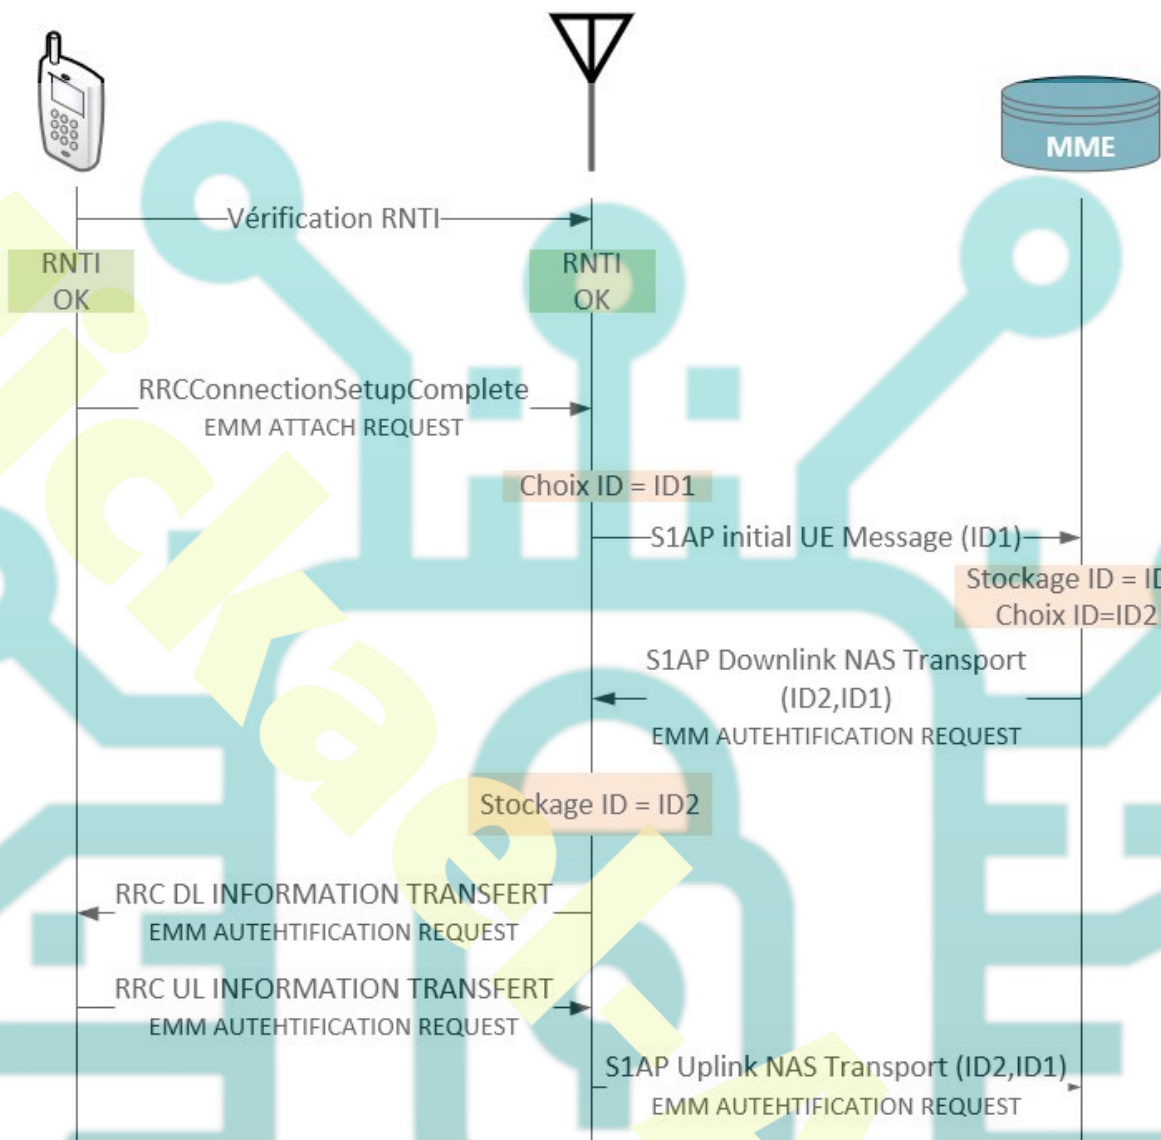 MME
Vérification RNTI
RNTI
OK
RNTI
OK
RRCConnectionSetupComplete
EMM ATTACH REQUEST
Choix ID = ID1
S1AP initial UE Message (ID1)
Stockage ID = ID
Choix ID=ID2
S1AP Downlink NAS Transport
(ID2,ID1)
EMM AUTEHTIFICATION REQUEST
Stockage ID = ID2
RRC DL INFORMATION TRANSFERT
EMM AUTEHTIFICATION REQUEST
RRC UL INFORMATION TRANSFERT
EMM AUTEHTIFICATION REQUEST
S1AP Uplink NAS Transport (ID2,ID1)
EMM AUTEHTIFICATION REQUEST